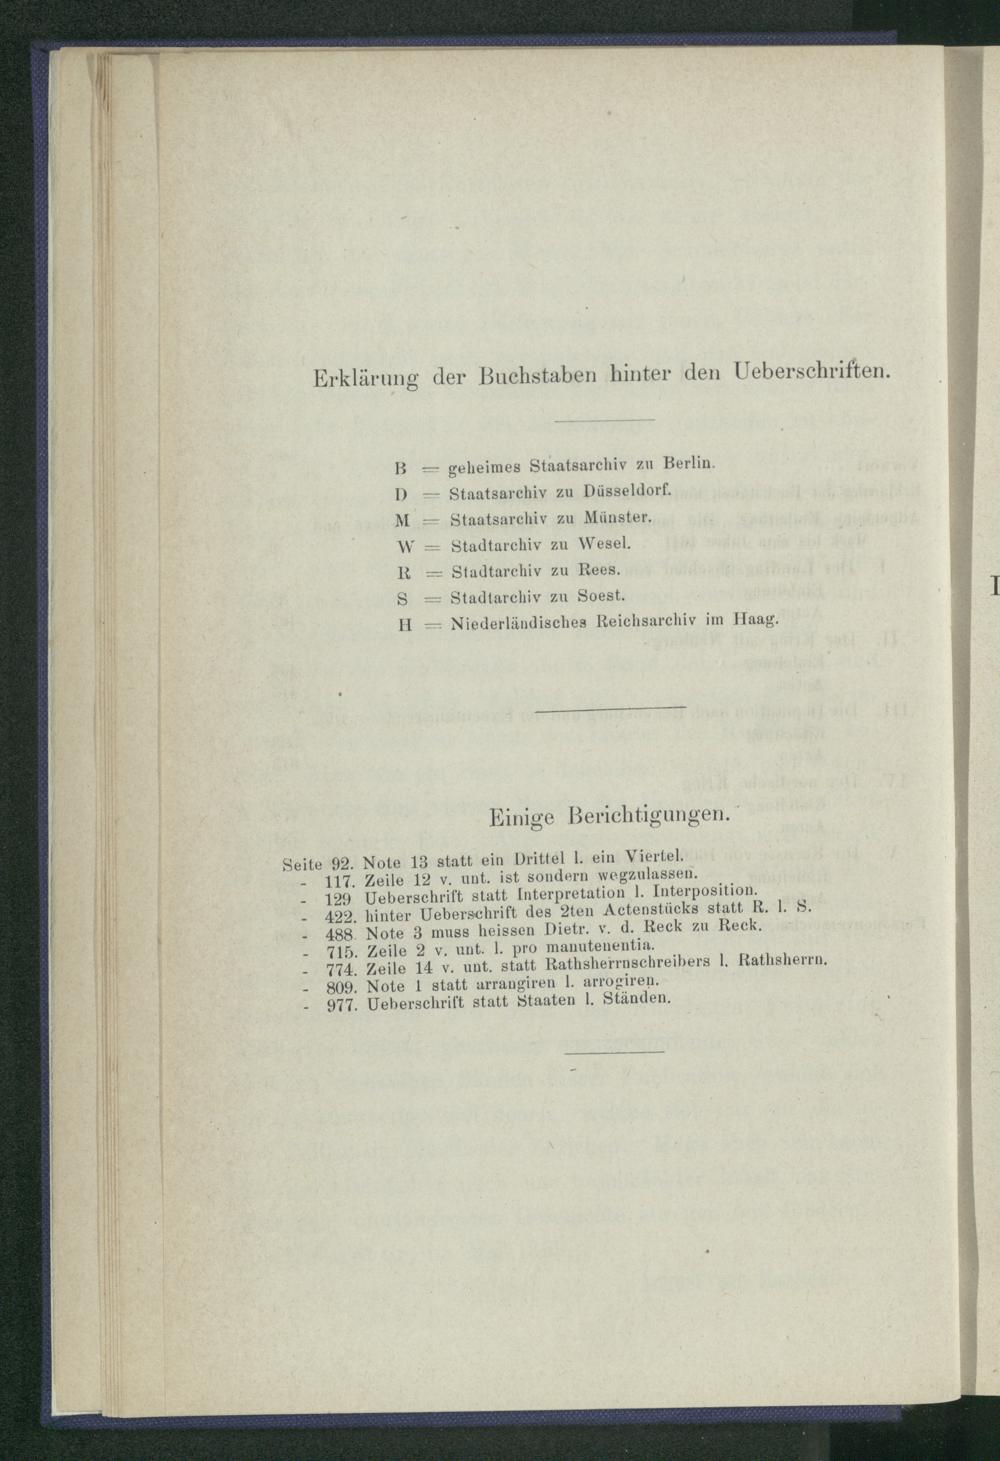 Erklärung der Buchstaben hinter den Ueberschriften.
B = geheimes Staatsarchiv zu Berlin.
D = Staatsarchiv zu Düsseldorf.
M = Staatsarchiv zu Münster.
W = Stadtarchiv zu Wesel.
R = Stadtarchiv zu Rees.
S = Stadtarchiv zu Soest.
H = Niederländisches Reichsarchiv im Haag.
Einige Berichtigungen.
Seite 92. Note 13 statt ein Drittel l. ein Viertel.
- 117. Zeile 12 v. unt. ist sondern wegzulassen.
- 129 Ueberschrift statt Interpretation l. Interposition.
- 422. hinter Ueberschrift des 2ten Actenstücks statt R. l. S.
- 488. Note 3 muss heissen Dietr. v. d. Reck zu Reck.
- 715. Zeile 2 v. unt. l. pro manutenentia.
- 774. Zeile 14 v. unt. statt Rathsherrnschreibers l. Rathsherrn.
- 809. Note 1 statt arrangiren l. arrogiren.
- 977. Ueberschrift statt Staaten l. Ständen.